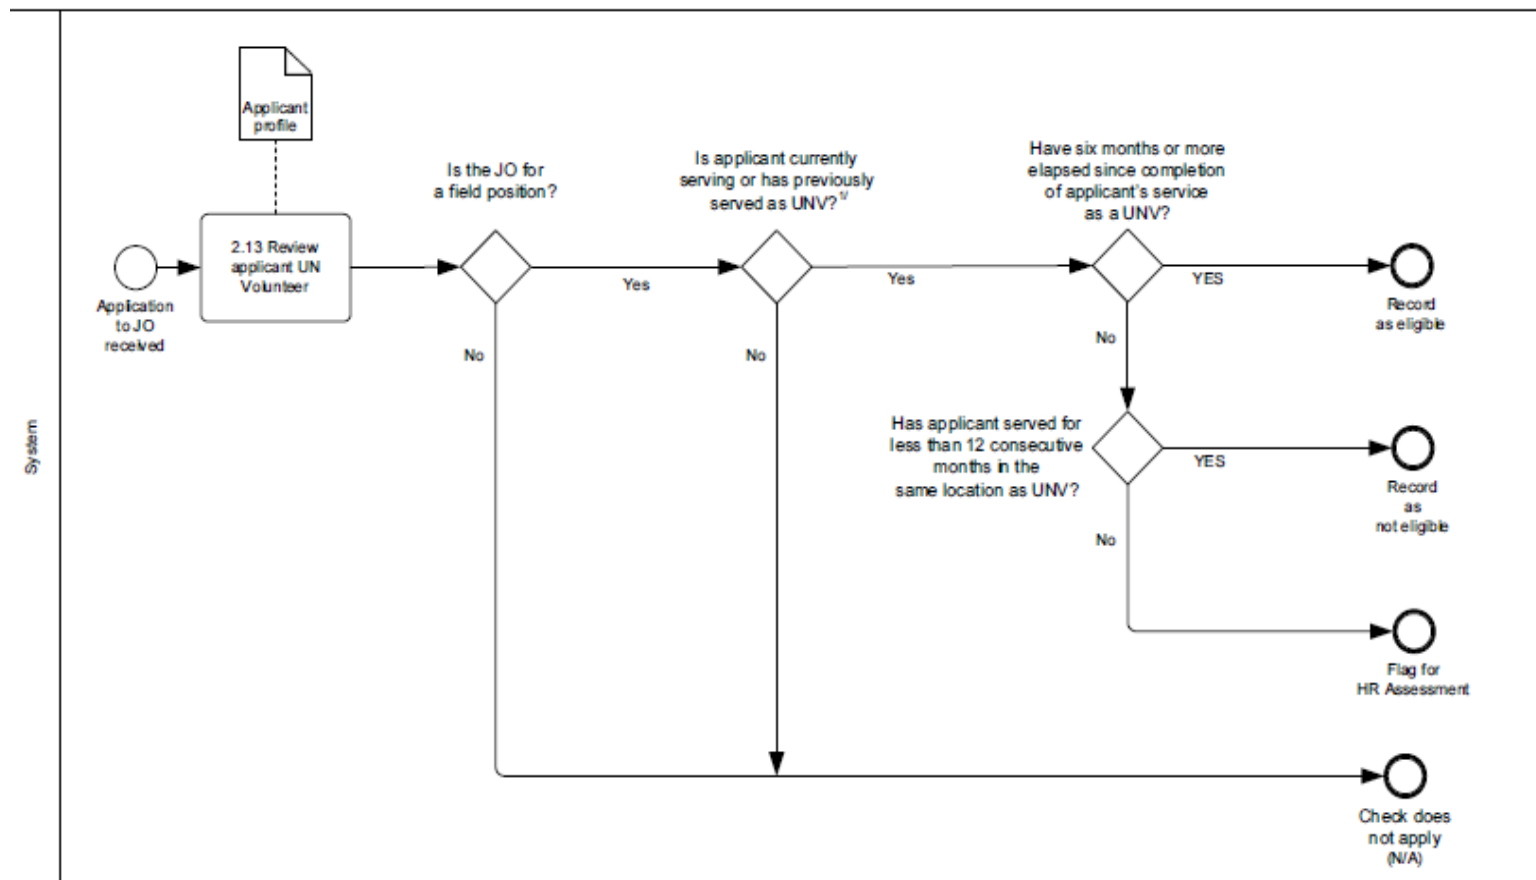 Applicant
profile
Is the JO for
a field position?
Is applicant currently
serving or has previously
served as UNV?1/
Have six months or more
elapsed since completion
of applicant's service
as a UNV?
2.13 Review
applicant UN
Volunteer
Application
to JO
received
Yes
Yes
YES
Record
as eligible
No
No
No
System
Has applicant served for
less than 12 consecutive
months in the
same location as UNV?
YES
Record
as
not eligible
No
Flag for
HR Assessment
Check does
not apply
(N/A)